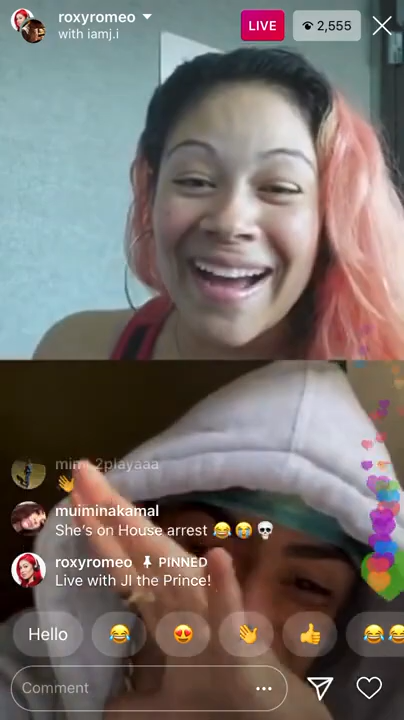 roxyromeo
LIVE
2,555
with iamj.i
mimi_2playaaa
👋
muiminakamal
She's on House arrest 😂😭💀
roxyromeo PINNED
Live with JI the Prince!
Hello 😂 😍 👋 👍 😂😂
Comment